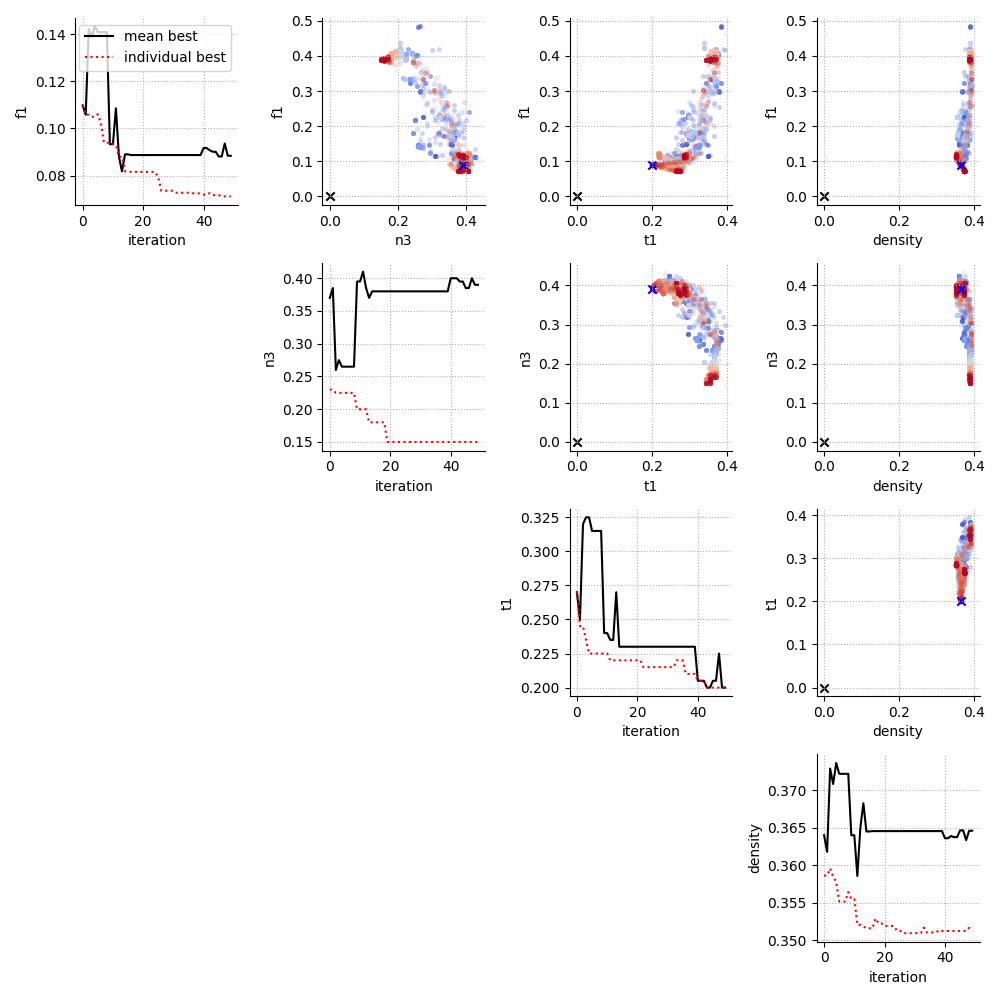 mean best
individual best
0.14
0.12
0.10
0.08
f1
0 20 40
iteration
0.5
0.4
0.3
0.2
0.1
0.0
f1
0.0 0.2 0.4
n3
0.5
0.4
0.3
0.2
0.1
0.0
f1
0.0 0.2 0.4
t1
0.5
0.4
0.3
0.2
0.1
0.0
f1
0.0 0.2 0.4
density
0.40
0.35
0.30
0.25
0.20
0.15
n3
0 20 40
iteration
0.4
0.3
0.2
0.1
0.0
n3
0.0 0.2 0.4
t1
0.4
0.3
0.2
0.1
0.0
n3
0.0 0.2 0.4
density
0.325
0.300
0.275
0.250
0.225
0.200
t1
0 20 40
iteration
0.4
0.3
0.2
0.1
0.0
t1
0.0 0.2 0.4
density
0.370
0.365
0.360
0.355
0.350
density
0 20 40
iteration